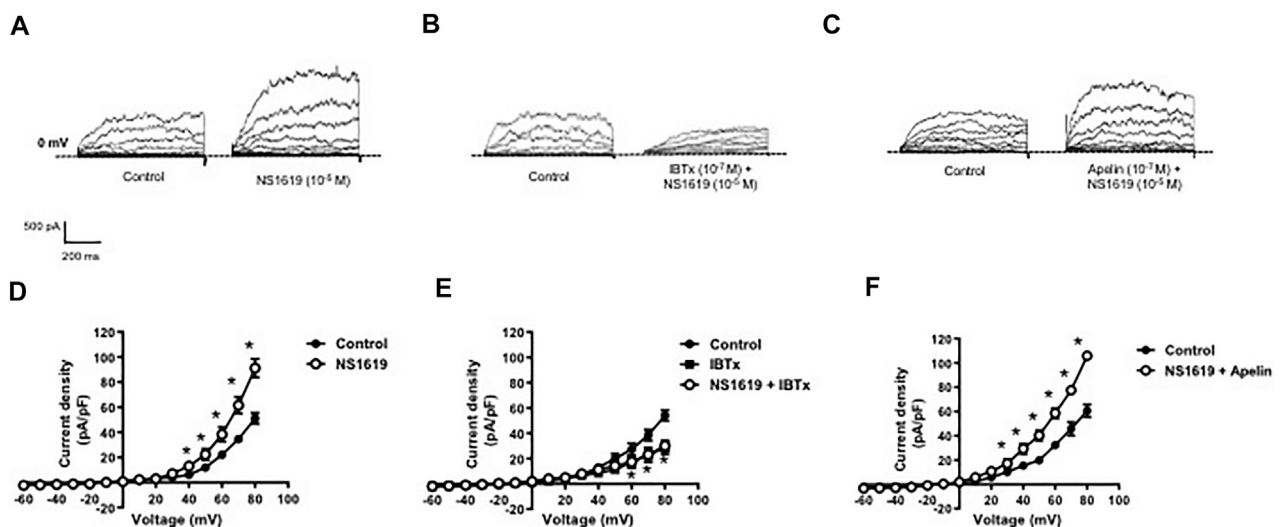 A
B
C
0 mV
Control
NS1619 (10-5 M)
Control
IBTx (10-7 M) +
NS1619 (10-5 M)
Control
Apelin (10-7 M) +
NS1619 (10-5 M)
500 pA
200 ms
D
E
F
Current density
(pA/pF)
120
100
80
60
40
20
-20
-60 -40 -20 20 40 60 80 100
Voltage (mV)
Control
NS1619
* * * * *
Current density
(pA/pF)
120
100
80
60
40
20
-20
-60 -40 -20 20 40 60 80 100
Voltage (mV)
Control
IBTx
NS1619 + IBTx
* * *
Current density
(pA/pF)
120
100
80
60
40
20
-20
-60 -40 -20 20 40 60 80 100
Voltage (mV)
Control
NS1619 + Apelin
* * * * * *